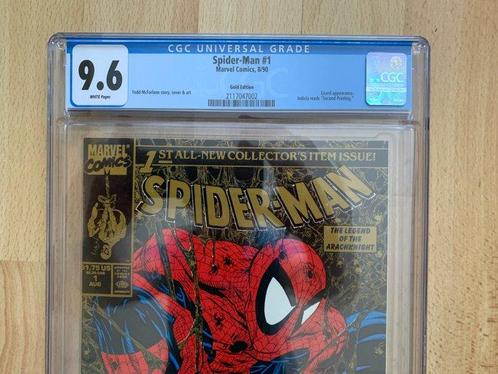 CGC UNIVERSAL GRADE
9.6
WHITE Pages
Spider-Man #1
Marvel Comics, 8/90
Gold Edition
Todd McFarlane story, cover & art
Lizard appearance.
Indicia reads "Second Printing."
2117047002
CGC
MARVEL
COMICS
$1.75 US
1
AUG
1ST ALL-NEW COLLECTOR'S ITEM ISSUE!
SPIDER-MAN
THE LEGEND
OF THE
ARACHKNIGHT